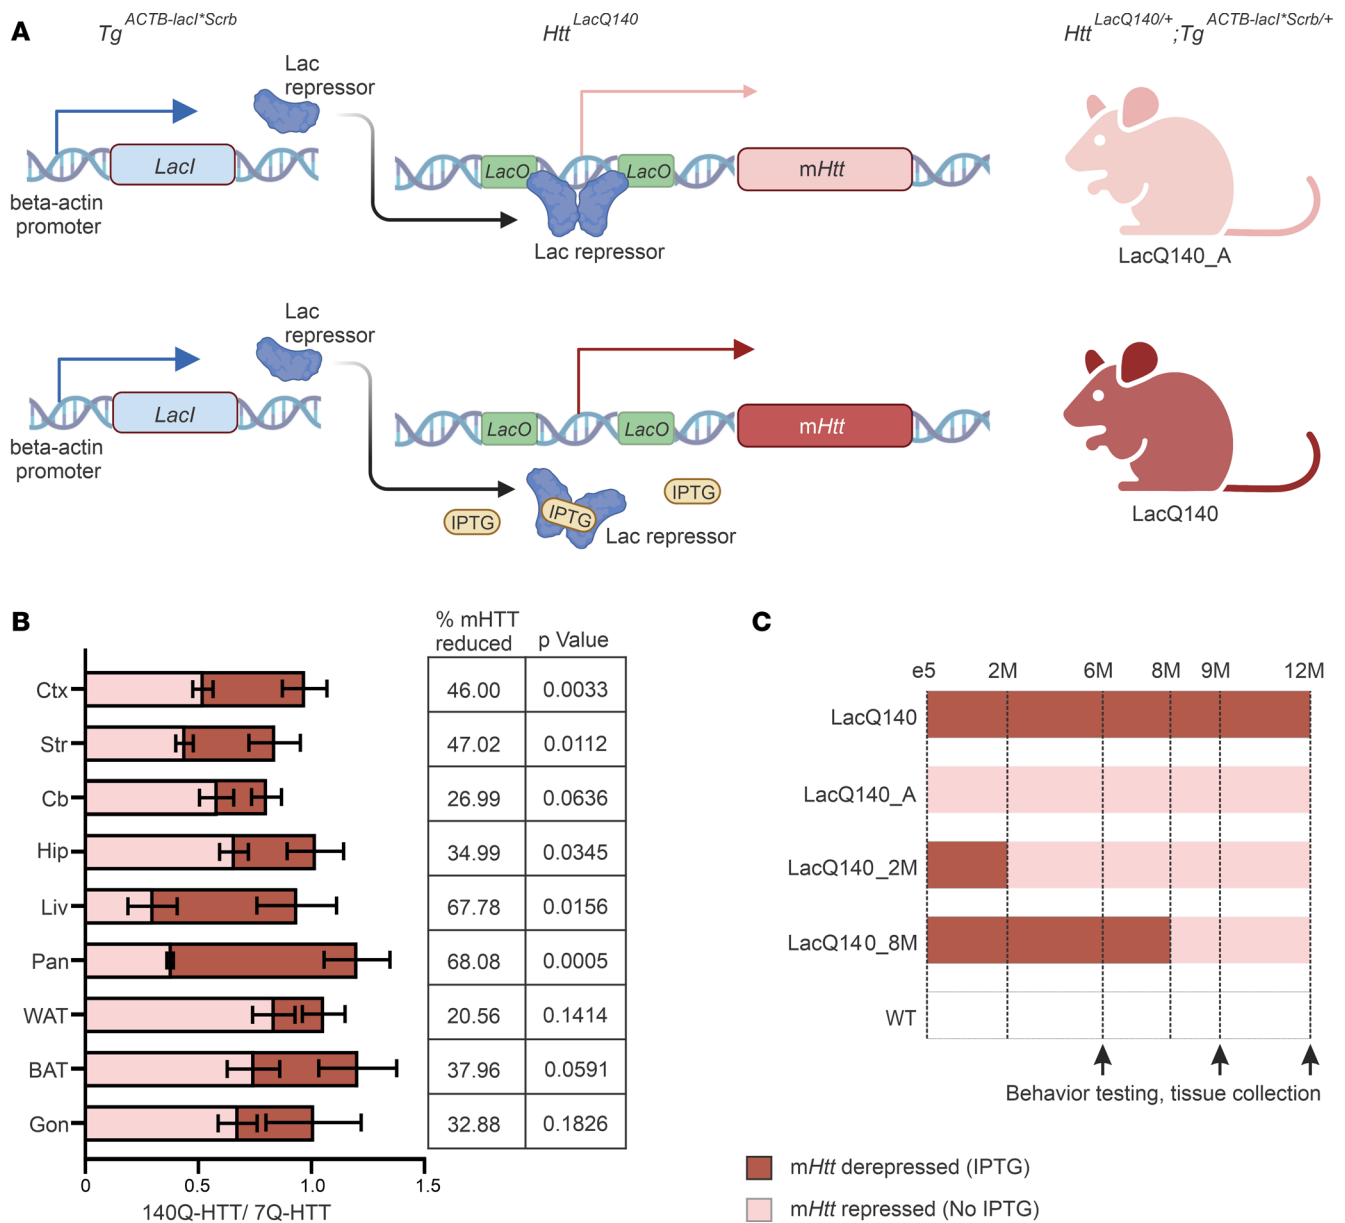 A
Tg ACTB-lacI*Scrb
Htt LacQ140
Htt LacQ140/+ ;Tg ACTB-lacI*Scrb/+
Lac
repressor
LacI
beta-actin
promoter
LacO
LacO
mHtt
Lac repressor
LacQ140_A
Lac
repressor
LacI
beta-actin
promoter
LacO
LacO
mHtt
IPTG
IPTG
IPTG
Lac repressor
LacQ140
B
% mHTT
reduced
p Value
Ctx 46.00 0.0033
Str 47.02 0.0112
Cb 26.99 0.0636
Hip 34.99 0.0345
Liv 67.78 0.0156
Pan 68.08 0.0005
WAT 20.56 0.1414
BAT 37.96 0.0591
Gon 32.88 0.1826
0 0.5 1.0 1.5
140Q-HTT/ 7Q-HTT
C
e5 2M 6M 8M 9M 12M
LacQ140
LacQ140_A
LacQ140_2M
LacQ140_8M
WT
Behavior testing, tissue collection
mHtt derepressed (IPTG)
mHtt repressed (No IPTG)